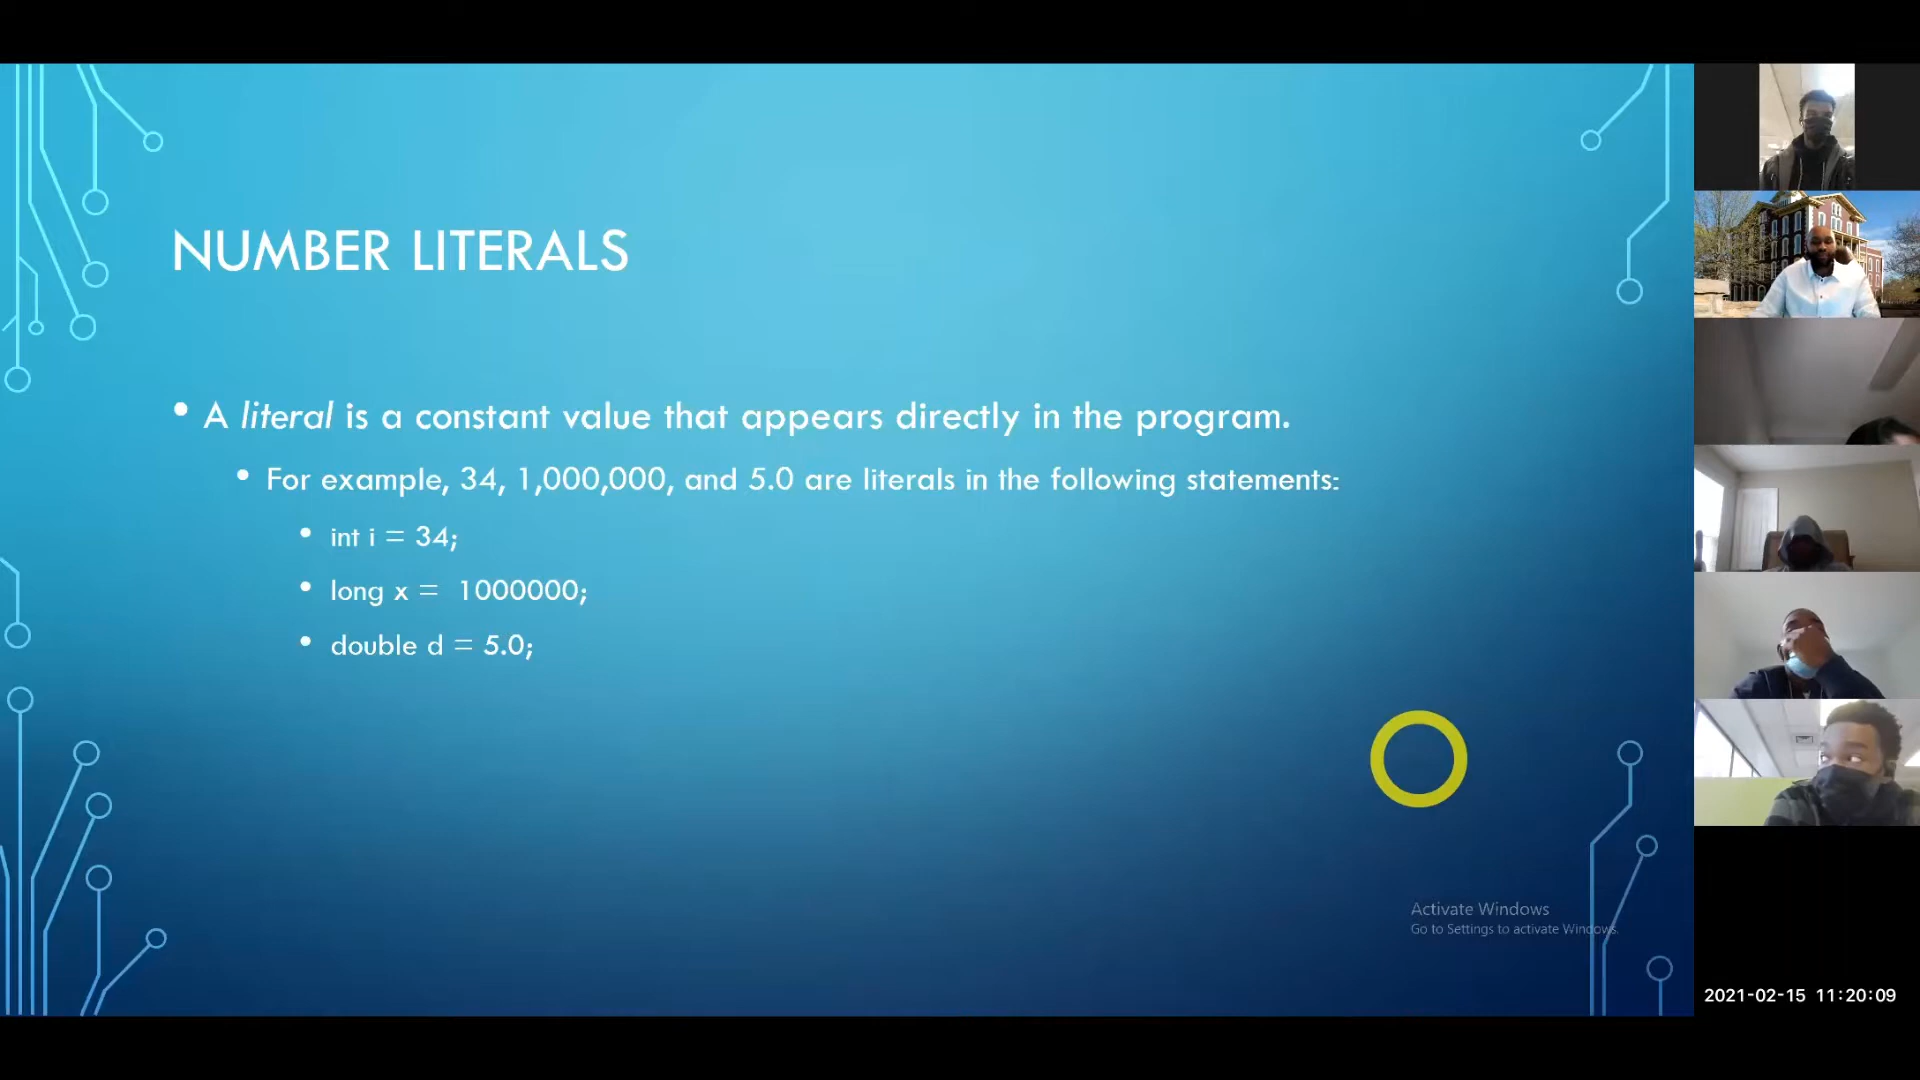 NUMBER LITERALS
• A literal is a constant value that appears directly in the program.
• For example, 34, 1,000,000, and 5.0 are literals in the following statements:
• int i = 34;
• long x = 1000000;
• double d = 5.0;
Activate Windows
Go to Settings to activate Windows.
2021-02-15 11:20:09